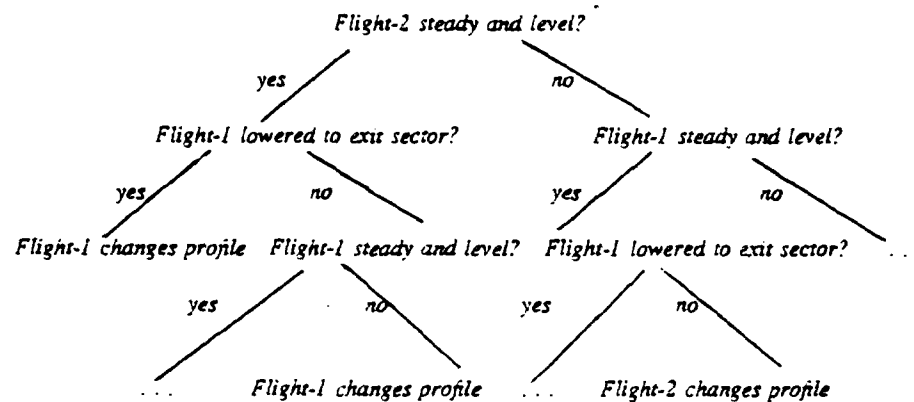 Flight-2 steady and level?
yes no
Flight-1 lowered to exit sector? Flight-1 steady and level?
yes no yes no
Flight-1 changes profile Flight-1 steady and level? Flight-1 lowered to exit sector? . .
yes no yes no
. . . Flight-1 changes profile . . . Flight-2 changes profile